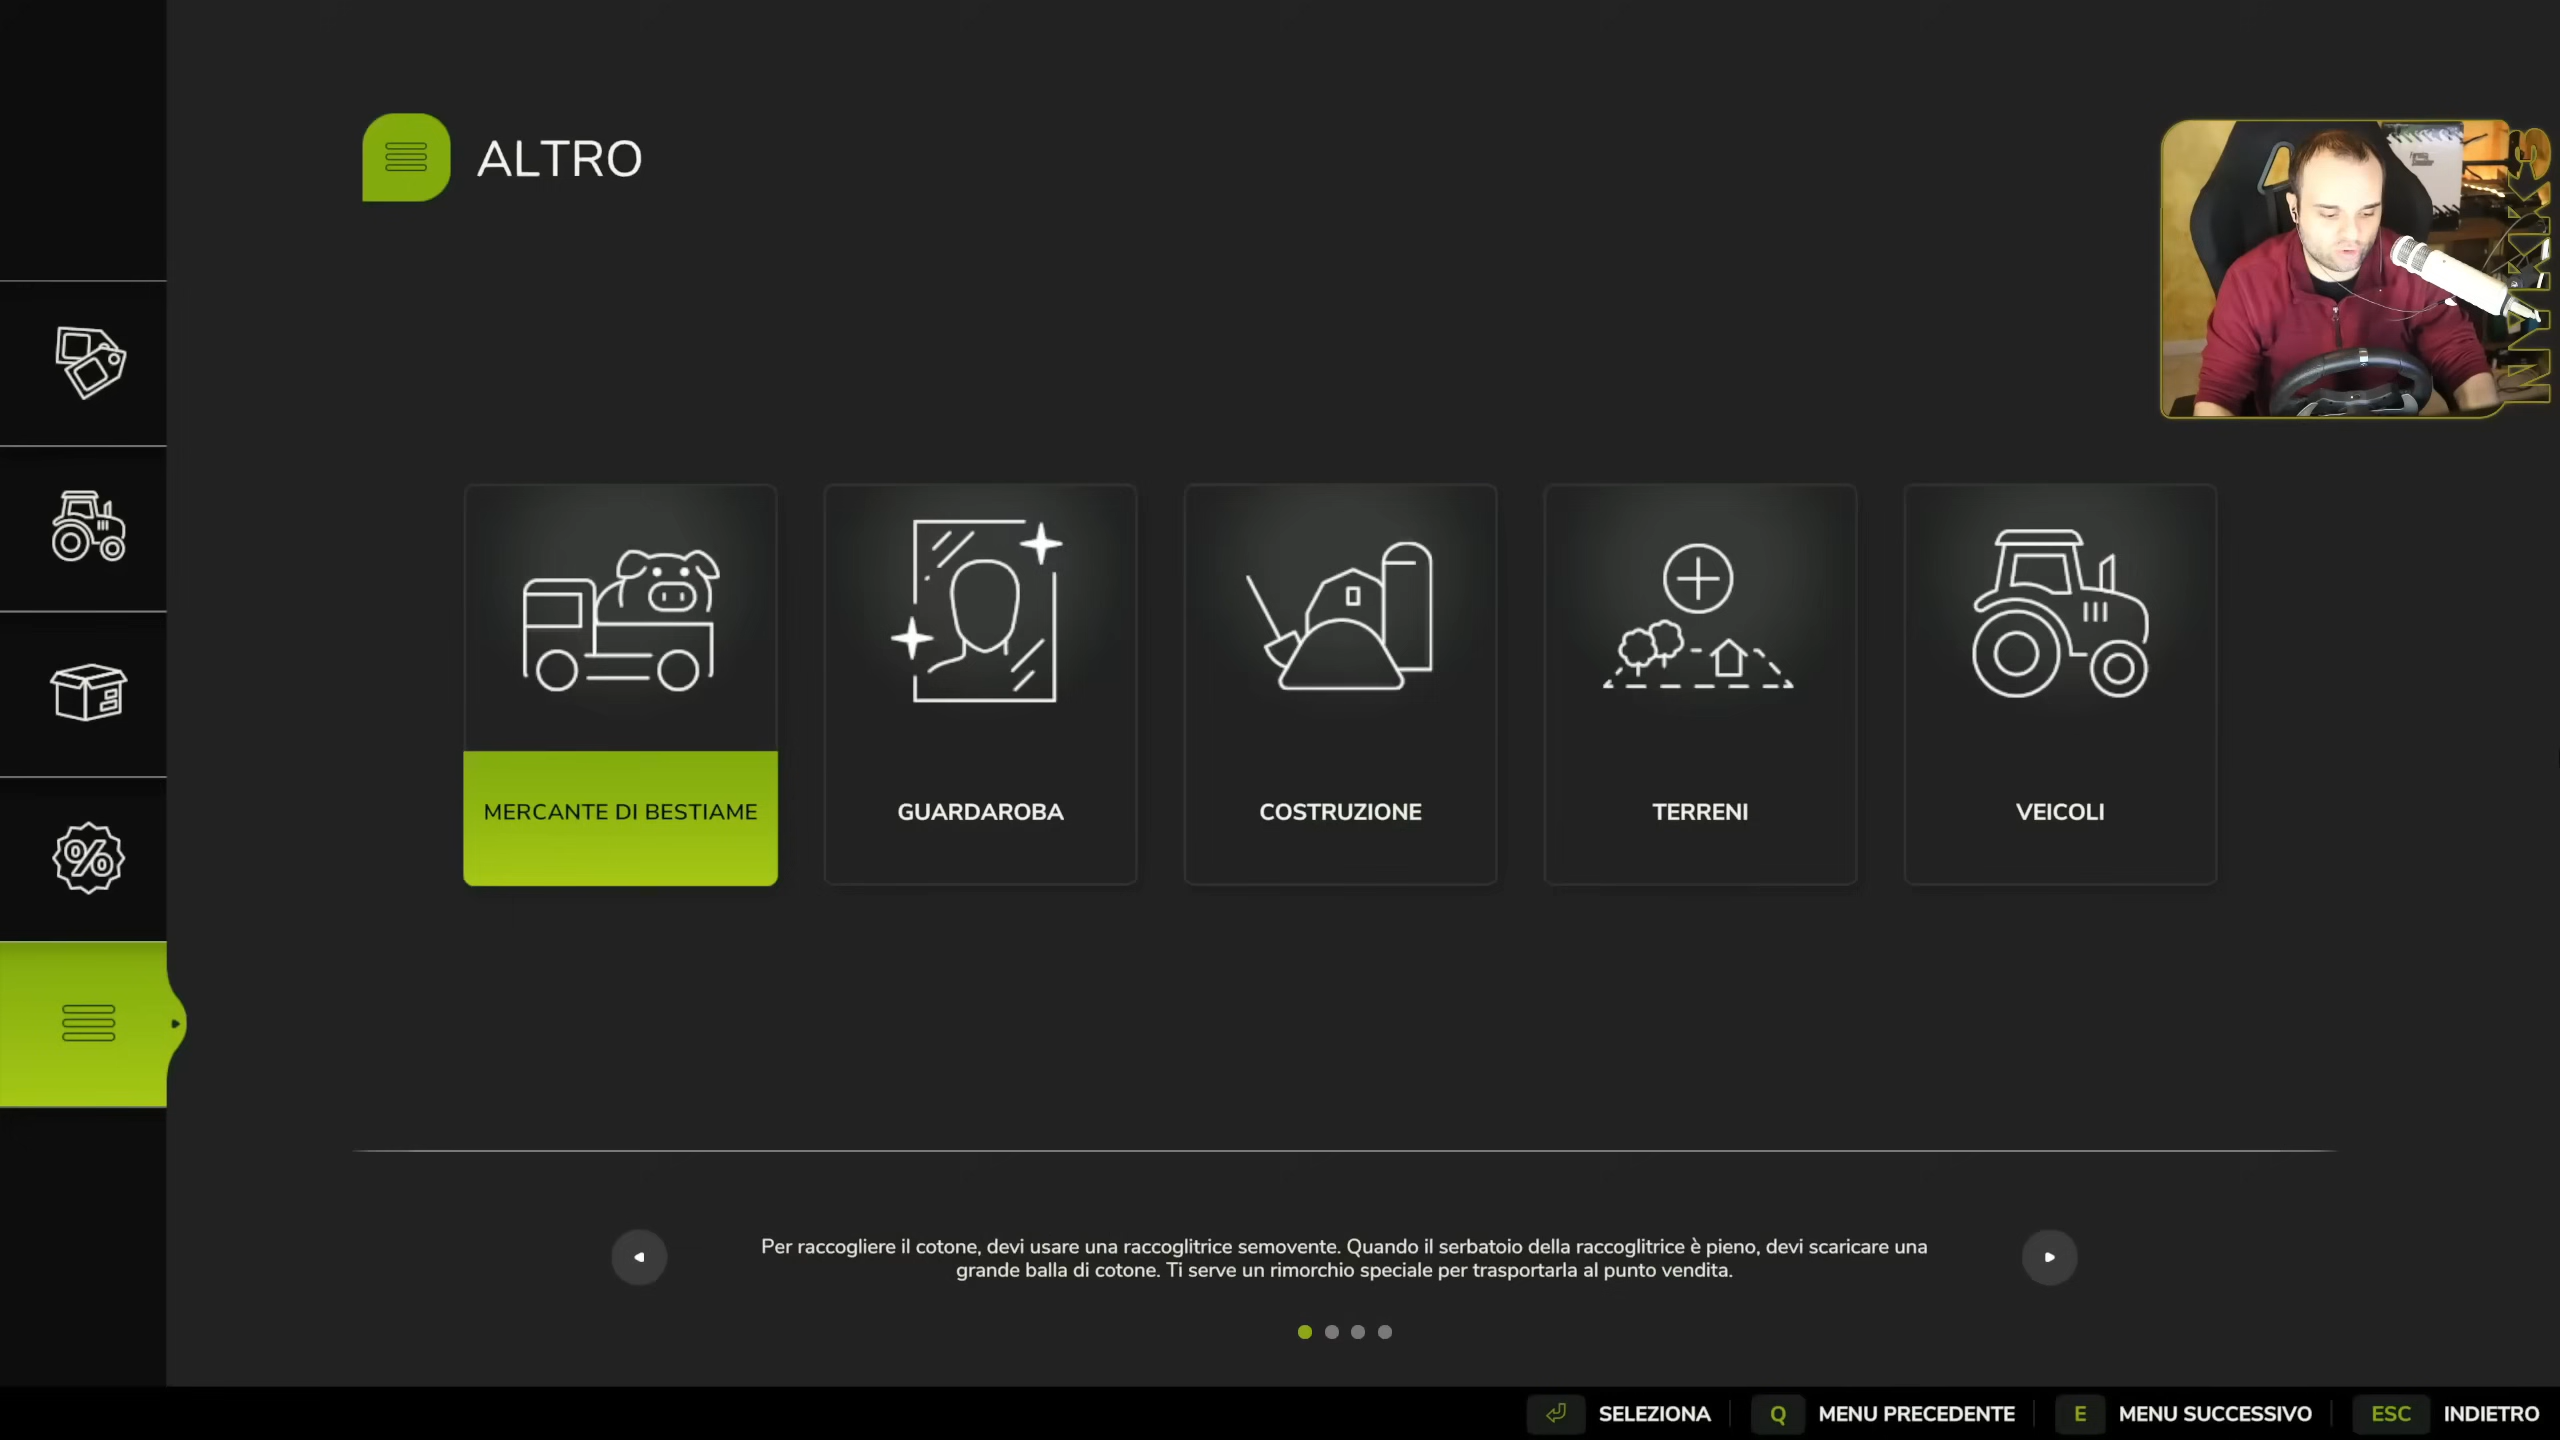 ALTRO
MERCANTE DI BESTIAME
GUARDAROBA
COSTRUZIONE
TERRENI
VEICOLI
Per raccogliere il cotone, devi usare una raccoglitrice semovente. Quando il serbatoio della raccoglitrice è pieno, devi scaricare una
grande balla di cotone. Ti serve un rimorchio speciale per trasportarla al punto vendita.
SELEZIONA
Q MENU PRECEDENTE
E MENU SUCCESSIVO
ESC INDIETRO